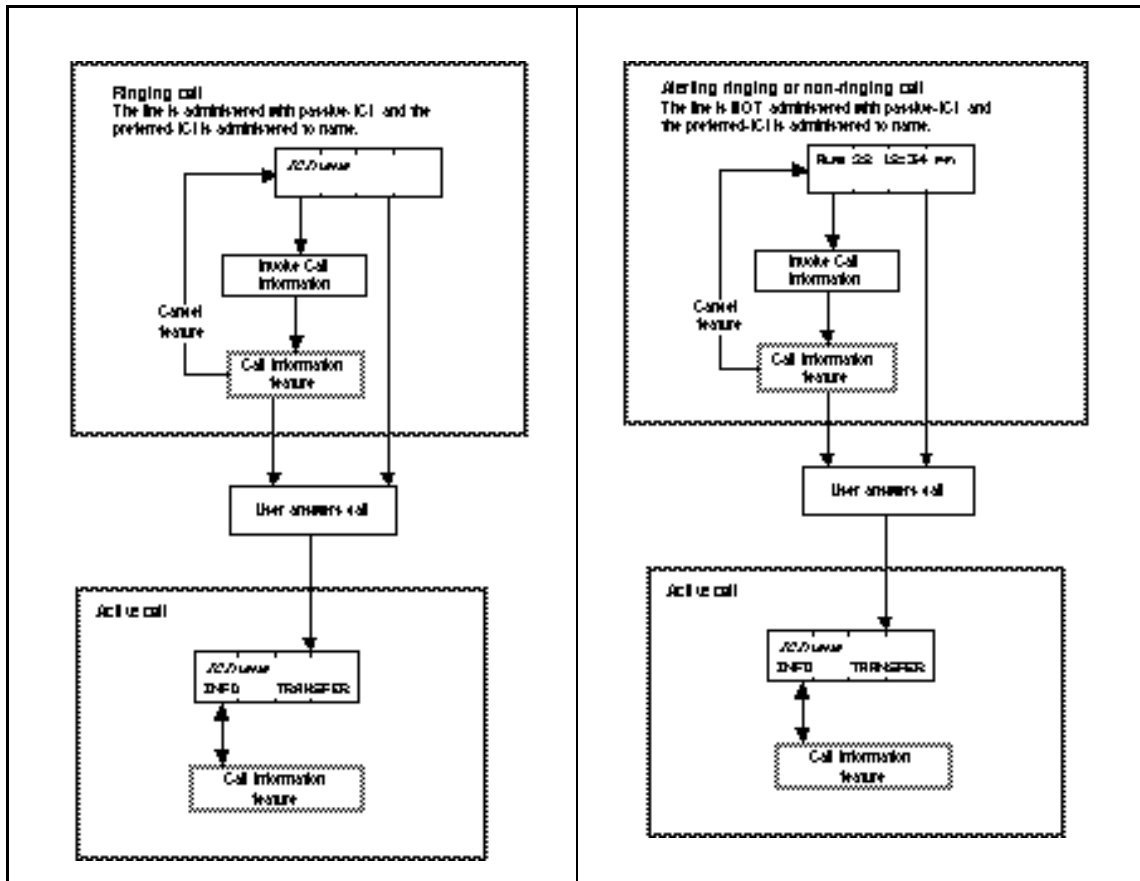 Ringing call
The line is administered with passive-ICI and the
preferred-ICI is administered to name.
Invoke Call
Information
Cancel
feature
Call Information
feature
User answers call
Active call
INFO TRANSFER
Call Information
feature
Alerting ringing or non-ringing call
The line is NOT administered with passive-ICI and
the preferred-ICI is administered to name.
22 12:34
Invoke Call
Information
Cancel
feature
Call Information
feature
User answers call
Active call
INFO TRANSFER
Call Information
feature